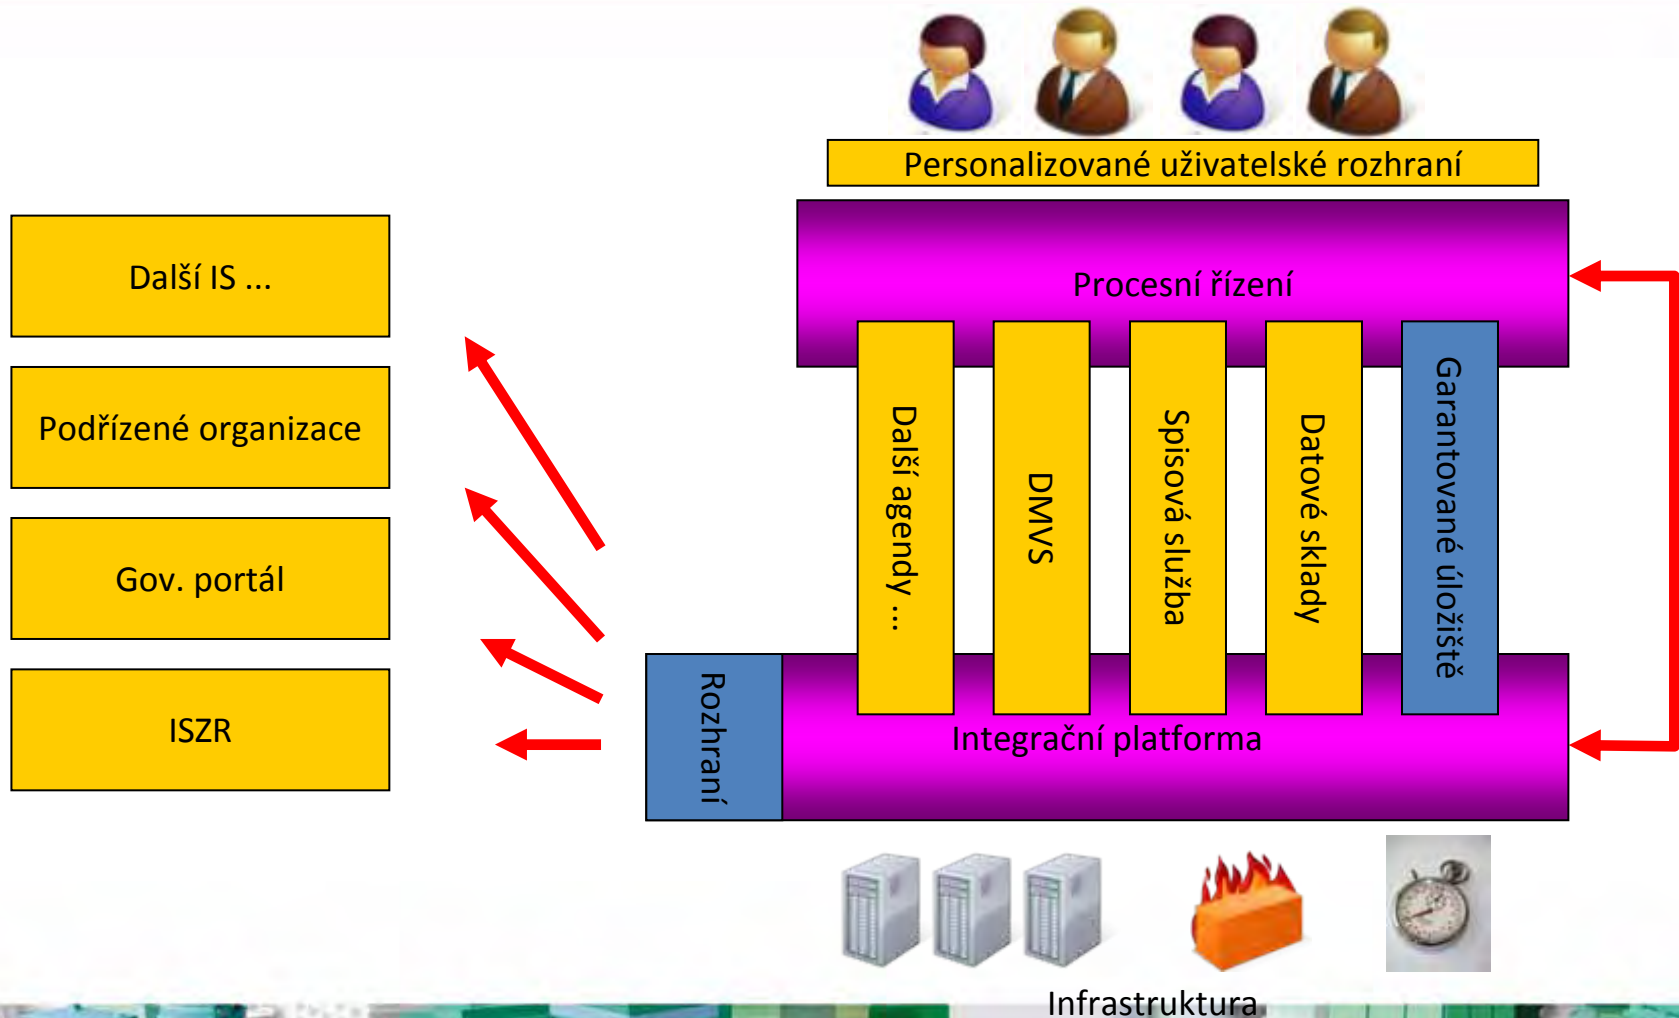 Personalizované uživatelské rozhraní
Další IS ...
Podřízené organizace
Gov. portál
ISZR
Procesní řízení
Další agendy ...
DMVS
Spisová služba
Datové sklady
Garantované úložiště
Rozhraní
Integrační platforma
Infrastruktura